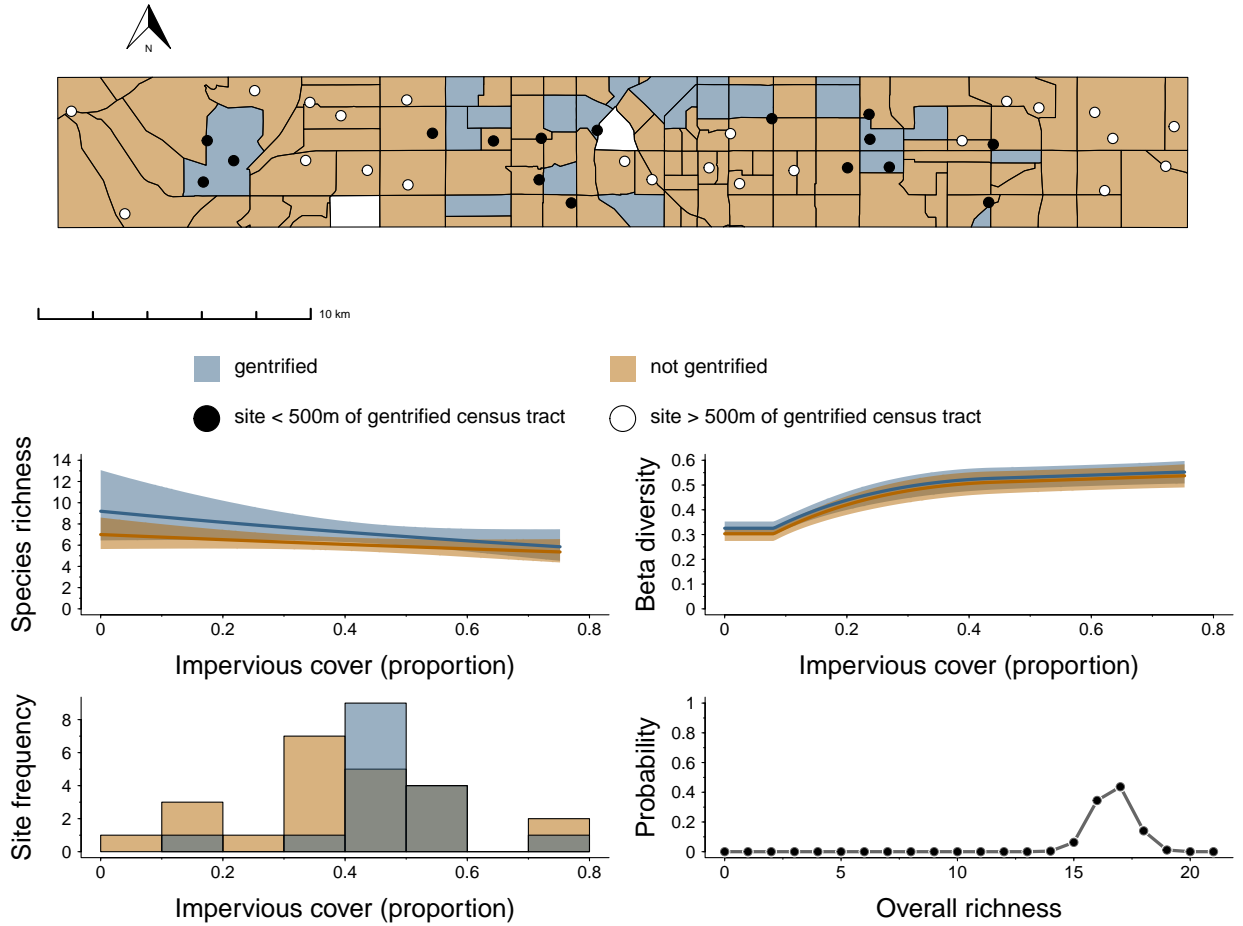 N
10 km
gentrified
not gentrified
site < 500m of gentrified census tract
site > 500m of gentrified census tract
Species richness
14
12
10
8
6
4
2
0
0 0.2 0.4 0.6 0.8
Impervious cover (proportion)
Beta diversity
0.6
0.5
0.4
0.3
0.2
0.1
0
0 0.2 0.4 0.6 0.8
Impervious cover (proportion)
Site frequency
8
6
4
2
0
0 0.2 0.4 0.6 0.8
Impervious cover (proportion)
Probability
1
0.8
0.6
0.4
0.2
0
0 5 10 15 20
Overall richness